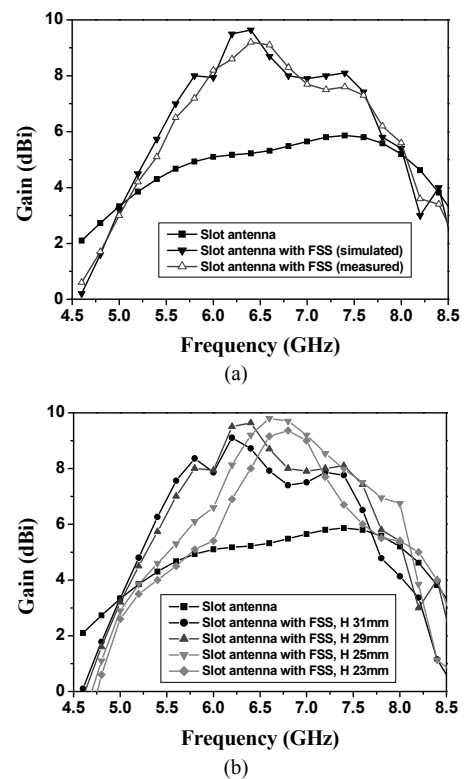 10
8
6
4
2
0
Gain (dBi)
Slot antenna
Slot antenna with FSS (simulated)
Slot antenna with FSS (measured)
4.5 5.0 5.5 6.0 6.5 7.0 7.5 8.0 8.5
Frequency (GHz)
(a)
10
8
6
4
2
0
Gain (dBi)
Slot antenna
Slot antenna with FSS, H 31mm
Slot antenna with FSS, H 29mm
Slot antenna with FSS, H 25mm
Slot antenna with FSS, H 23mm
4.5 5.0 5.5 6.0 6.5 7.0 7.5 8.0 8.5
Frequency (GHz)
(b)